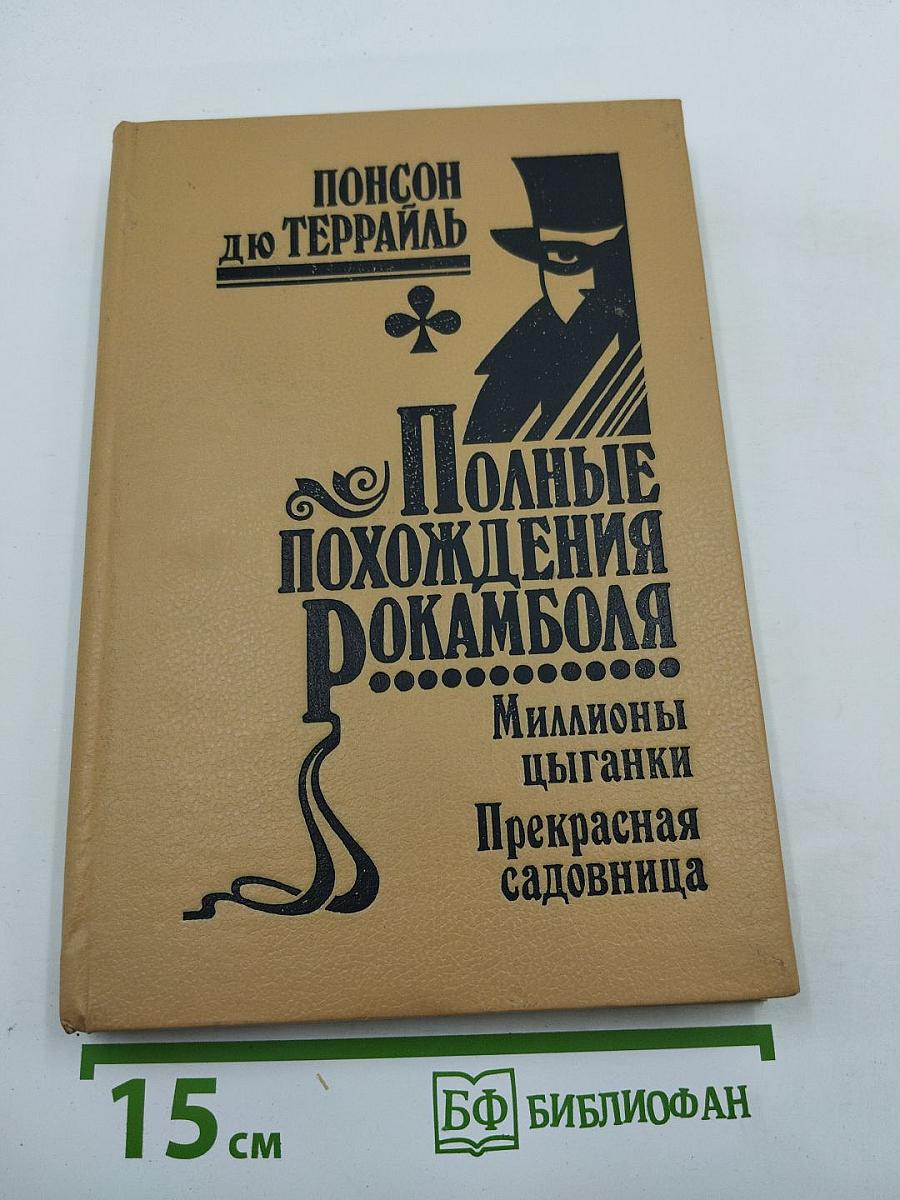 ПОНСОН
дю ТЕРРАЙЛЬ
Полные
похождения
Рокамболя
Миллионы
цыганки
Прекрасная
садовница
15 см
БФ БИБЛИОФАН